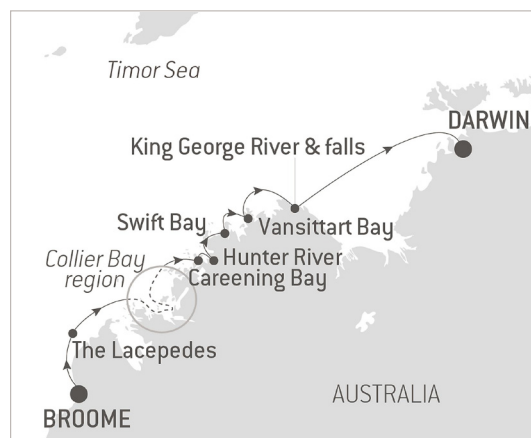 Timor Sea
DARWIN
King George River & falls
Swift Bay
Vansittart Bay
Collier Bay
region
Hunter River
Careening Bay
The Lacepedes
AUSTRALIA
BROOME